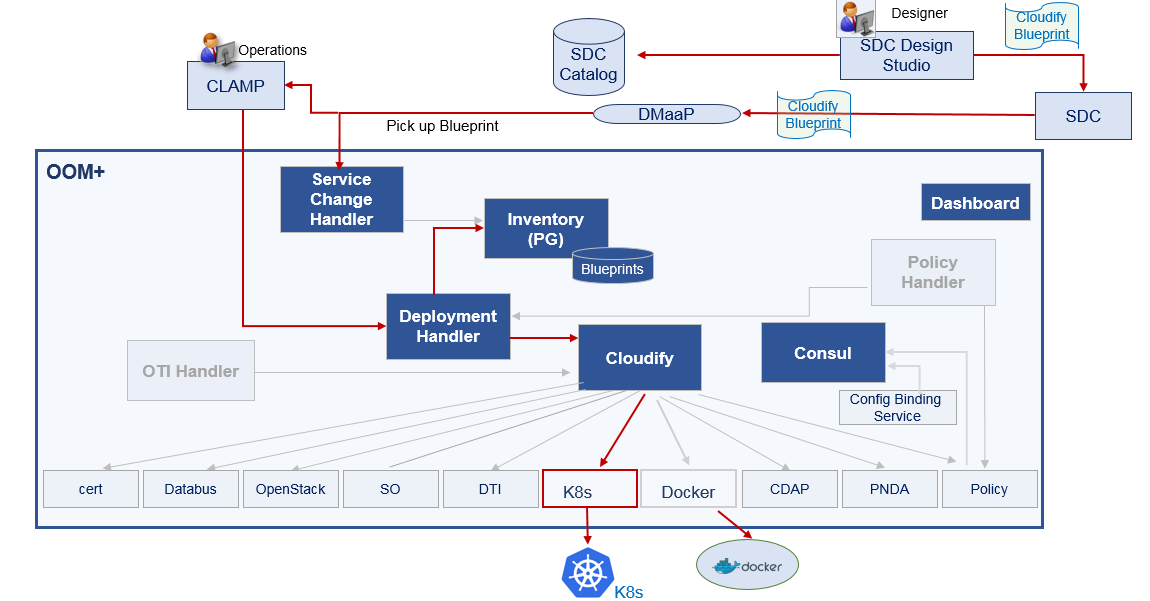 Designer
Cloudify
Blueprint
SDC
Catalog
SDC Design
Studio
Operations
CLAMP
Pick up Blueprint
DMaaP
Cloudify
Blueprint
SDC
OOM+
Service
Change
Handler
Inventory
(PG)
Blueprints
Dashboard
Policy
Handler
Deployment
Handler
Cloudify
Consul
OTI Handler
Config Binding
Service
cert
Databus
OpenStack
SO
DTI
K8s
Docker
CDAP
PNDA
Policy
K8s
docker